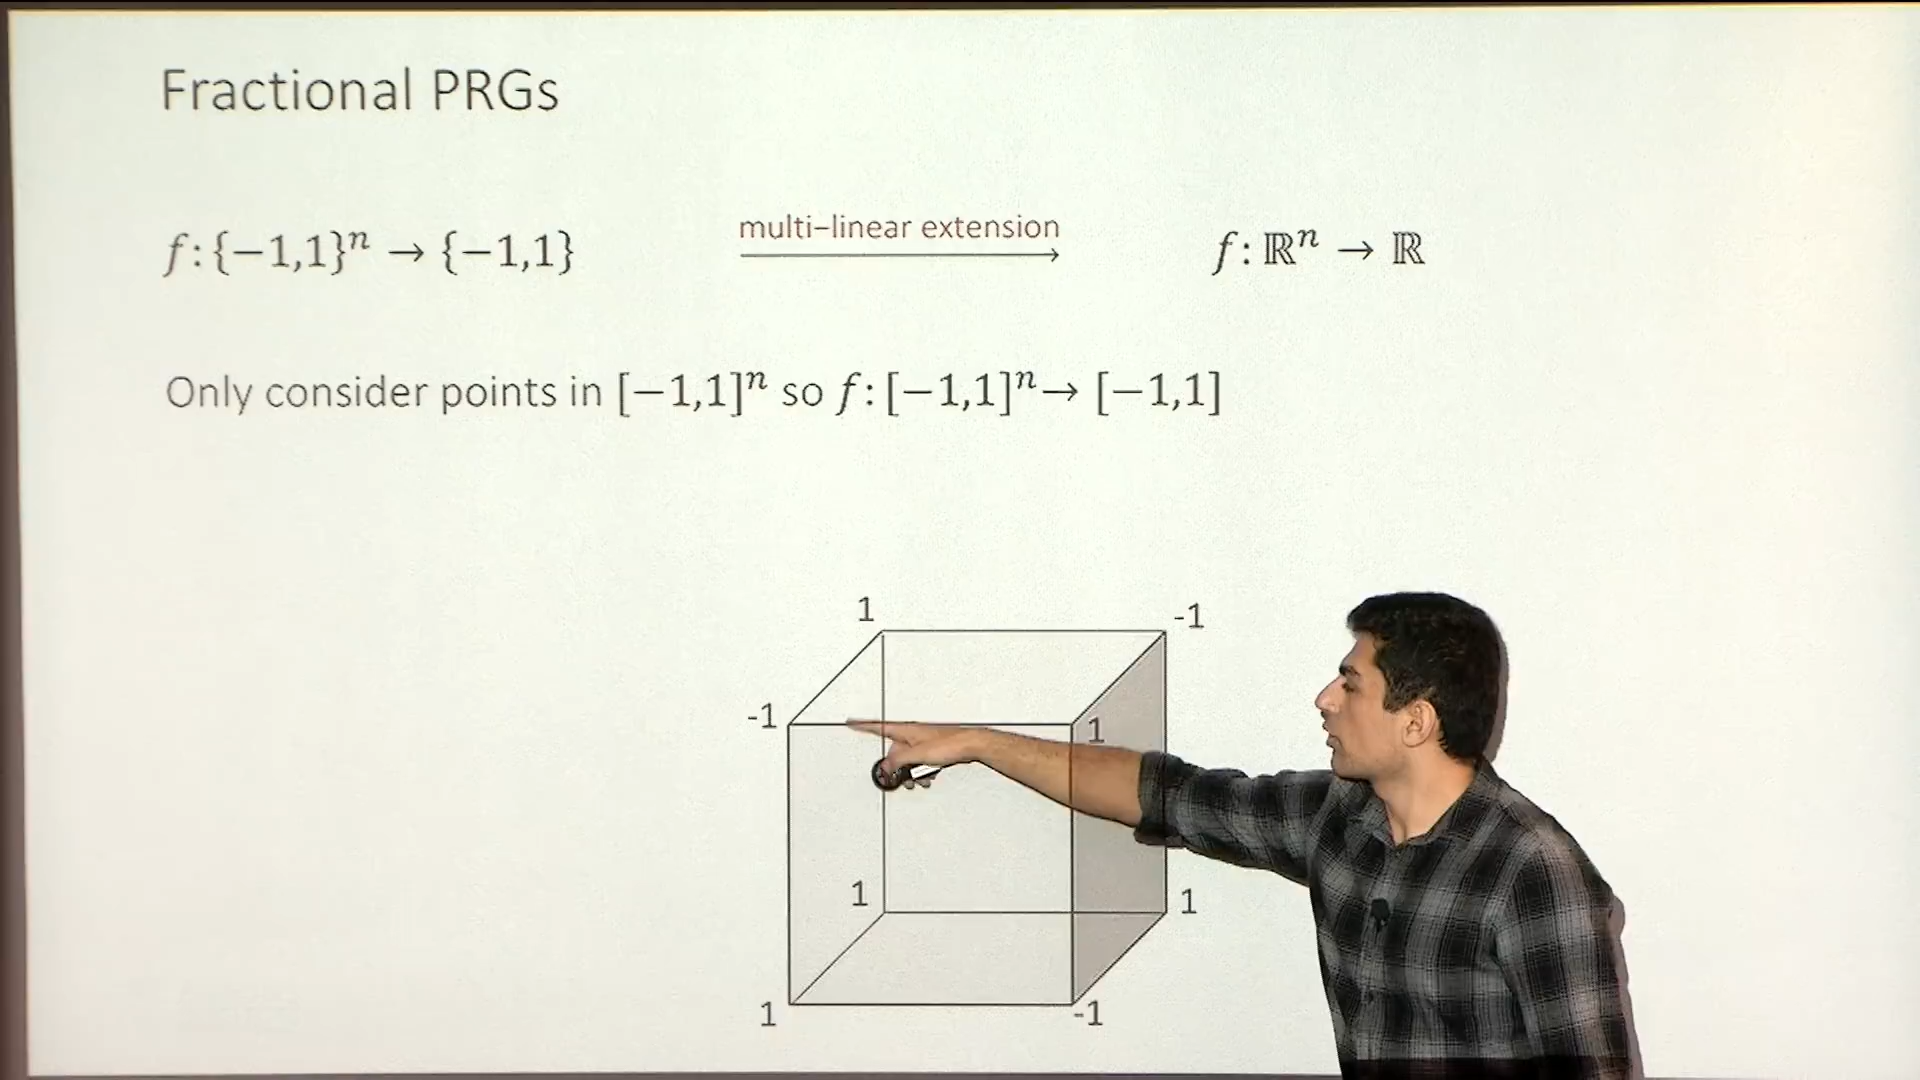 Fractional PRGs
multi–linear extension
f: {−1,1}ⁿ → {−1,1}
f: ℝⁿ → ℝ
Only consider points in [−1,1]ⁿ so f: [−1,1]ⁿ→ [−1,1]
1
-1
-1
1
1
1
1
-1